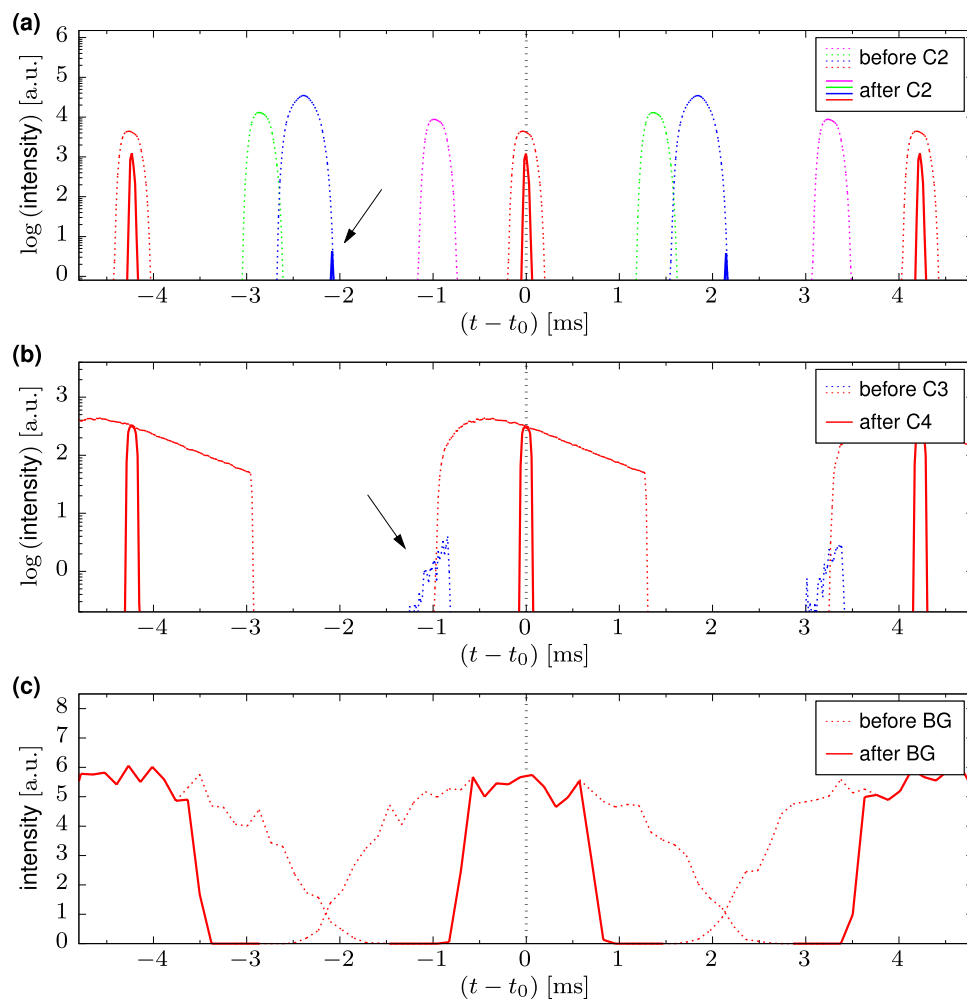 (a)
log (intensity) [a.u.]
6
5
4
3
2
1
0
before C2
after C2
−4 −3 −2 −1 0 1 2 3 4
(t − t₀) [ms]
(b)
log (intensity) [a.u.]
3
2
1
0
before C3
after C4
−4 −3 −2 −1 0 1 2 3 4
(t − t₀) [ms]
(c)
intensity [a.u.]
8
7
6
5
4
3
2
1
0
before BG
after BG
−4 −3 −2 −1 0 1 2 3 4
(t − t₀) [ms]